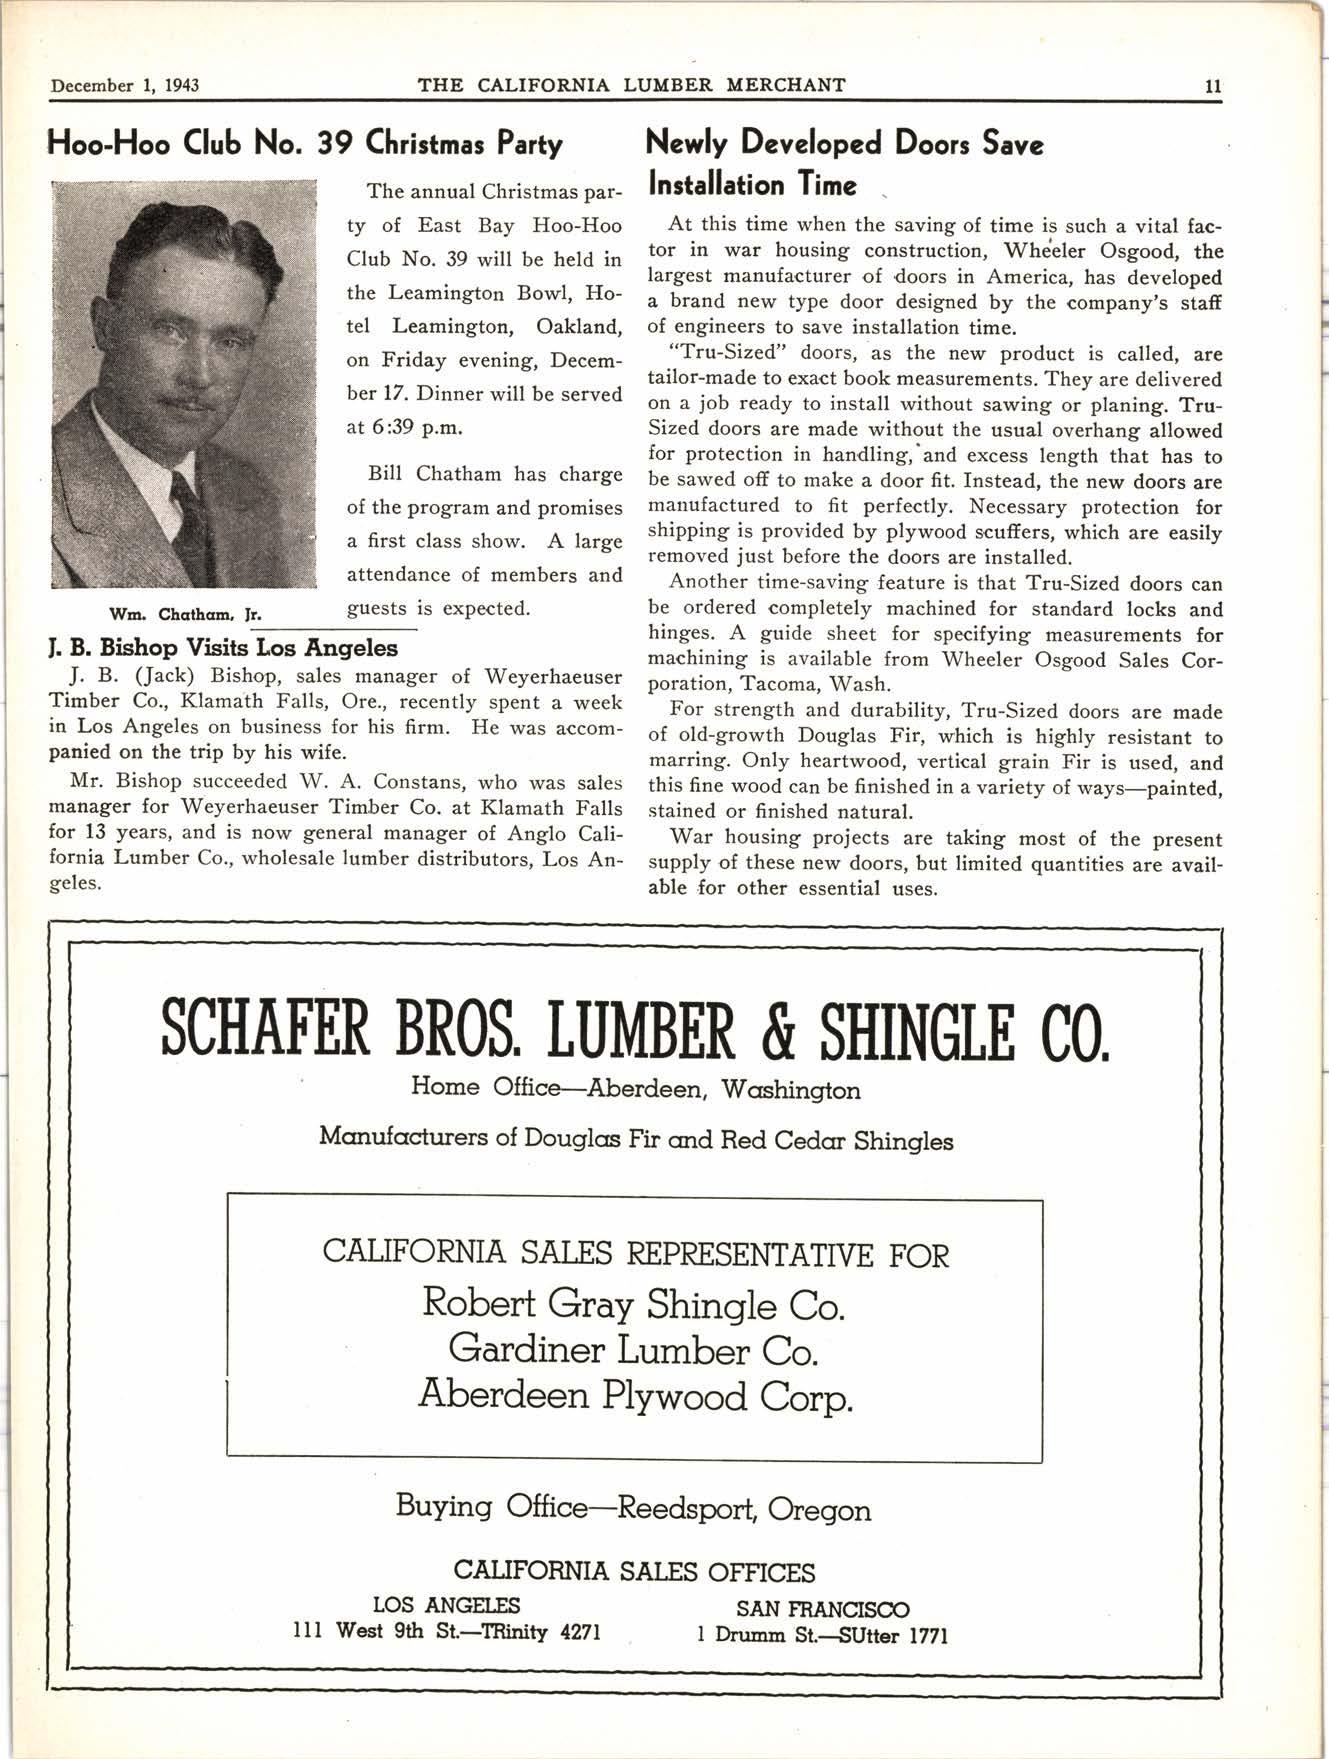 December 1, 1943 THE CALIFORNIA LUMBER MERCHANT 11
Hoo-Hoo Club No. 39 Christmas Party
The annual Christmas par-
ty of East Bay Hoo-Hoo
Club No. 39 will be held in
the Leamington Bowl, Ho-
tel Leamington, Oakland,
on Friday evening, Decem-
ber 17. Dinner will be served
at 6:39 p.m.
Bill Chatham has charge
of the program and promises
a first class show. A large
attendance of members and
guests is expected.
Wm. Chatham, Jr.
J. B. Bishop Visits Los Angeles
J. B. (Jack) Bishop, sales manager of Weyerhaeuser
Timber Co., Klamath Falls, Ore., recently spent a week
in Los Angeles on business for his firm. He was accom-
panied on the trip by his wife.
Mr. Bishop succeeded W. A. Constans, who was sales
manager for Weyerhaeuser Timber Co. at Klamath Falls
for 13 years, and is now general manager of Anglo Cali-
fornia Lumber Co., wholesale lumber distributors, Los An-
geles.
Newly Developed Doors Save
Installation Time
At this time when the saving of time is such a vital fac-
tor in war housing construction, Wheeler Osgood, the
largest manufacturer of doors in America, has developed
a brand new type door designed by the company's staff
of engineers to save installation time.
"Tru-Sized" doors, as the new product is called, are
tailor-made to exact book measurements. They are delivered
on a job ready to install without sawing or planing. Tru-
Sized doors are made without the usual overhang allowed
for protection in handling, and excess length that has to
be sawed off to make a door fit. Instead, the new doors are
manufactured to fit perfectly. Necessary protection for
shipping is provided by plywood scuffers, which are easily
removed just before the doors are installed.
Another time-saving feature is that Tru-Sized doors can
be ordered completely machined for standard locks and
hinges. A guide sheet for specifying measurements for
machining is available from Wheeler Osgood Sales Cor-
poration, Tacoma, Wash.
For strength and durability, Tru-Sized doors are made
of old-growth Douglas Fir, which is highly resistant to
marring. Only heartwood, vertical grain Fir is used, and
this fine wood can be finished in a variety of ways—painted,
stained or finished natural.
War housing projects are taking most of the present
supply of these new doors, but limited quantities are avail-
able for other essential uses.
SCHAFER BROS. LUMBER & SHINGLE CO.
Home Office—Aberdeen, Washington
Manufacturers of Douglas Fir and Red Cedar Shingles
CALIFORNIA SALES REPRESENTATIVE FOR
Robert Gray Shingle Co.
Gardiner Lumber Co.
Aberdeen Plywood Corp.
Buying Office—Reedsport, Oregon
CALIFORNIA SALES OFFICES
LOS ANGELES
111 West 9th St.—TRinity 4271
SAN FRANCISCO
1 Drumm St.—SUtter 1771